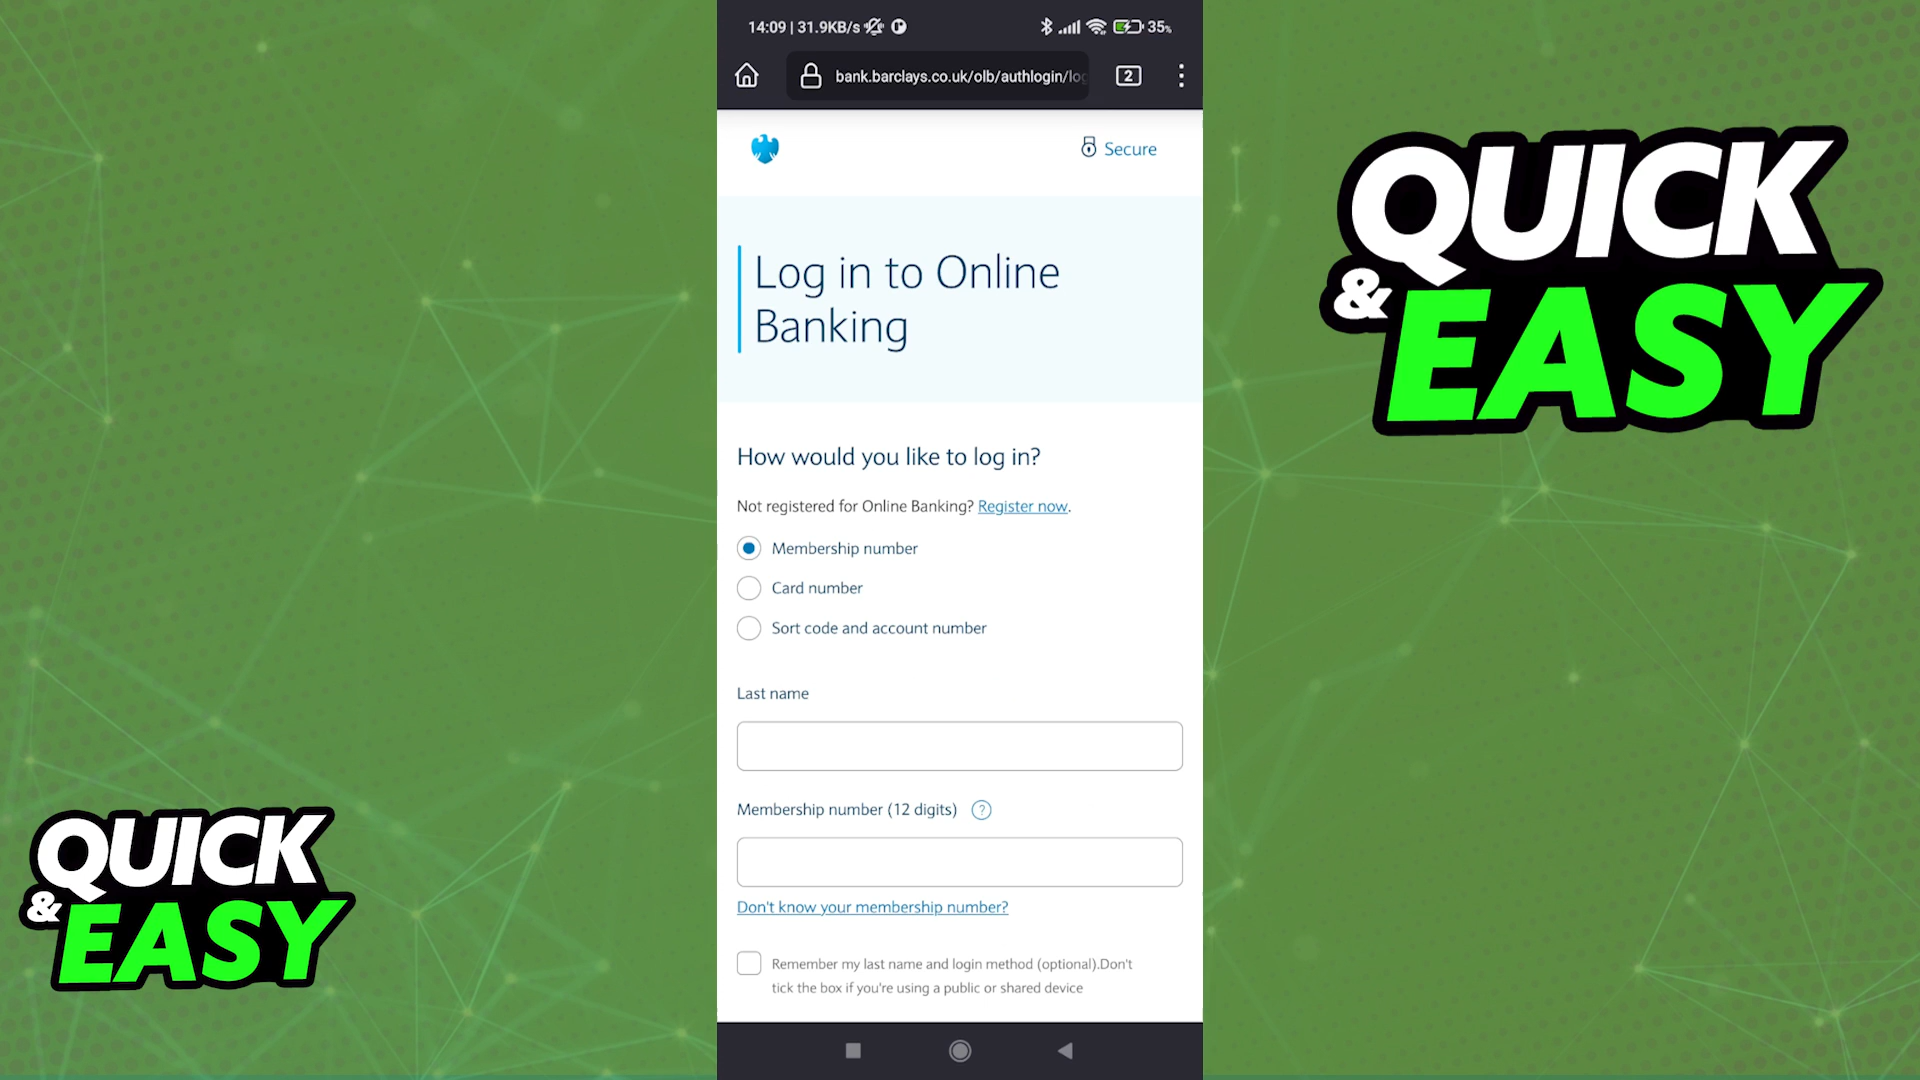 14:09 | 31.9KB/s
35%
bank.barclays.co.uk/olb/authlogin/lo
2
Secure
Log in to Online
Banking
How would you like to log in?
Not registered for Online Banking? Register now.
Membership number
Card number
Sort code and account number
Last name
Membership number (12 digits) ?
Don't know your membership number?
Remember my last name and login method (optional).Don't
tick the box if you're using a public or shared device
QUICK
& EASY
QUICK
& EASY